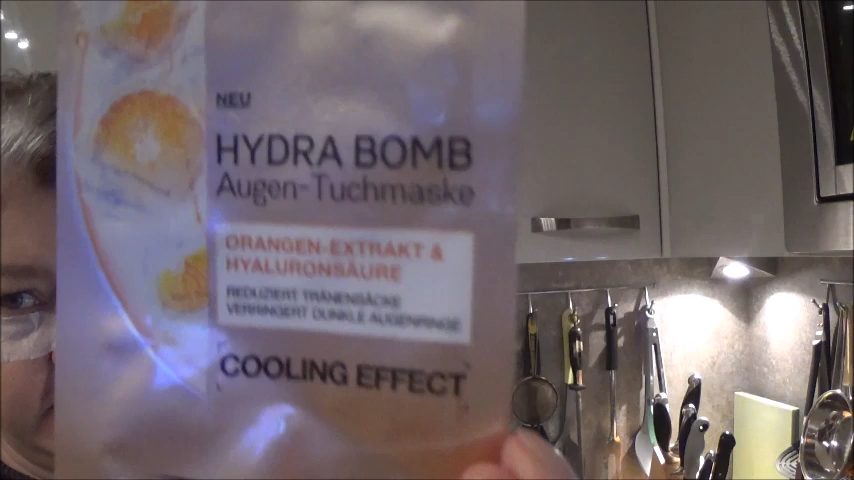 NEU
HYDRA BOMB
Augen-Tuchmaske
ORANGEN-EXTRAKT &
HYALURONSÄURE
REDUZIERT TRÄNENSÄCKE
VERRINGERT DUNKLE AUGENRINGE
COOLING EFFECT